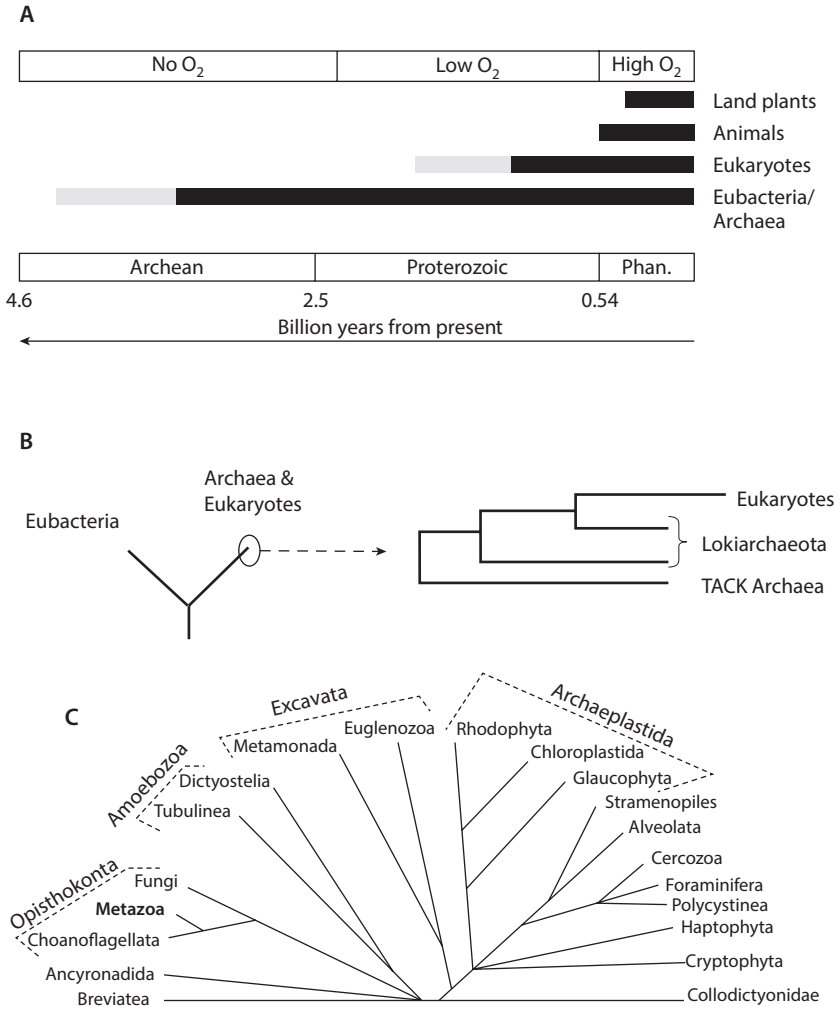 A
No O2
Low O2
High O2
Land plants
Animals
Eukaryotes
Eubacteria/
Archaea
Archean
Proterozoic
Phan.
4.6
2.5
0.54
Billion years from present
B
Eubacteria
Archaea &
Eukaryotes
Eukaryotes
Lokiarchaeota
TACK Archaea
C
Opisthokonta
Amoebozoa
Excavata
Archaeplastida
Breviatea
Ancyronadida
Choanoflagellata
Metazoa
Fungi
Tubulinea
Dictyostelia
Metamonada
Euglenozoa
Rhodophyta
Chloroplastida
Glaucophyta
Stramenopiles
Alveolata
Cercozoa
Foraminifera
Polycystinea
Haptophyta
Cryptophyta
Collodictyonidae